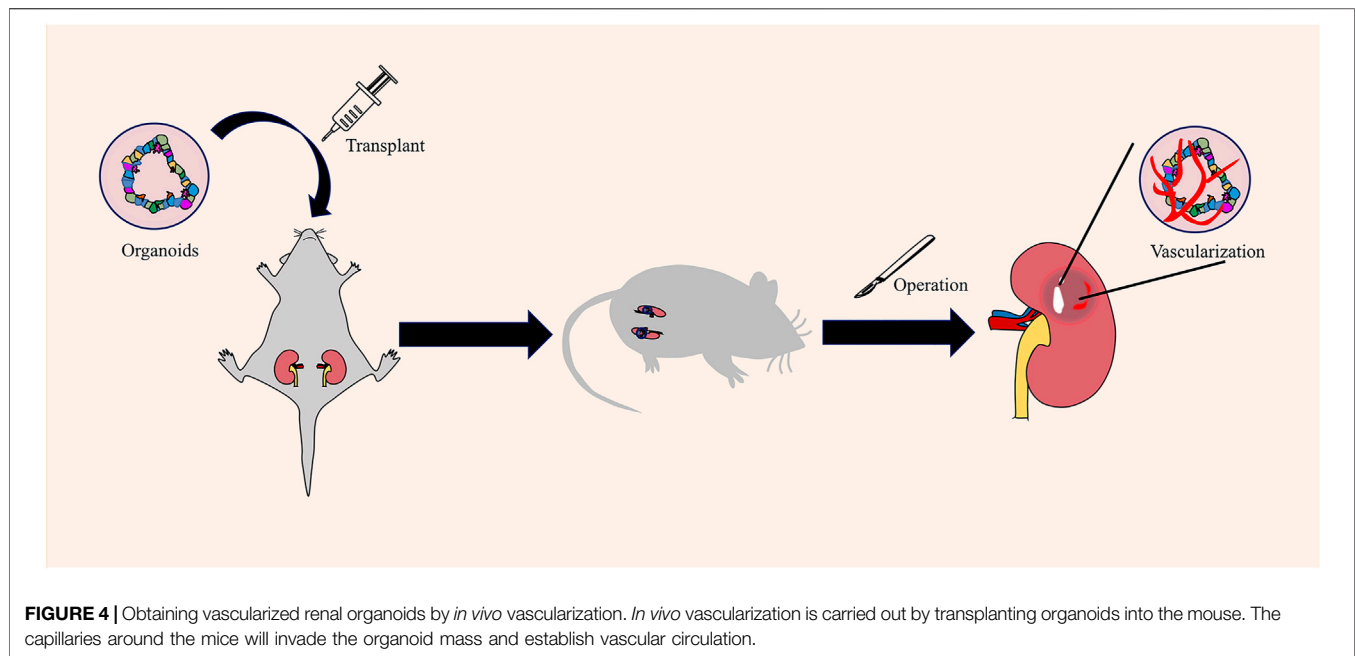 Transplant
Organoids
Operation
Vascularization
FIGURE 4 | Obtaining vascularized renal organoids by in vivo vascularization. In vivo vascularization is carried out by transplanting organoids into the mouse. The
capillaries around the mice will invade the organoid mass and establish vascular circulation.